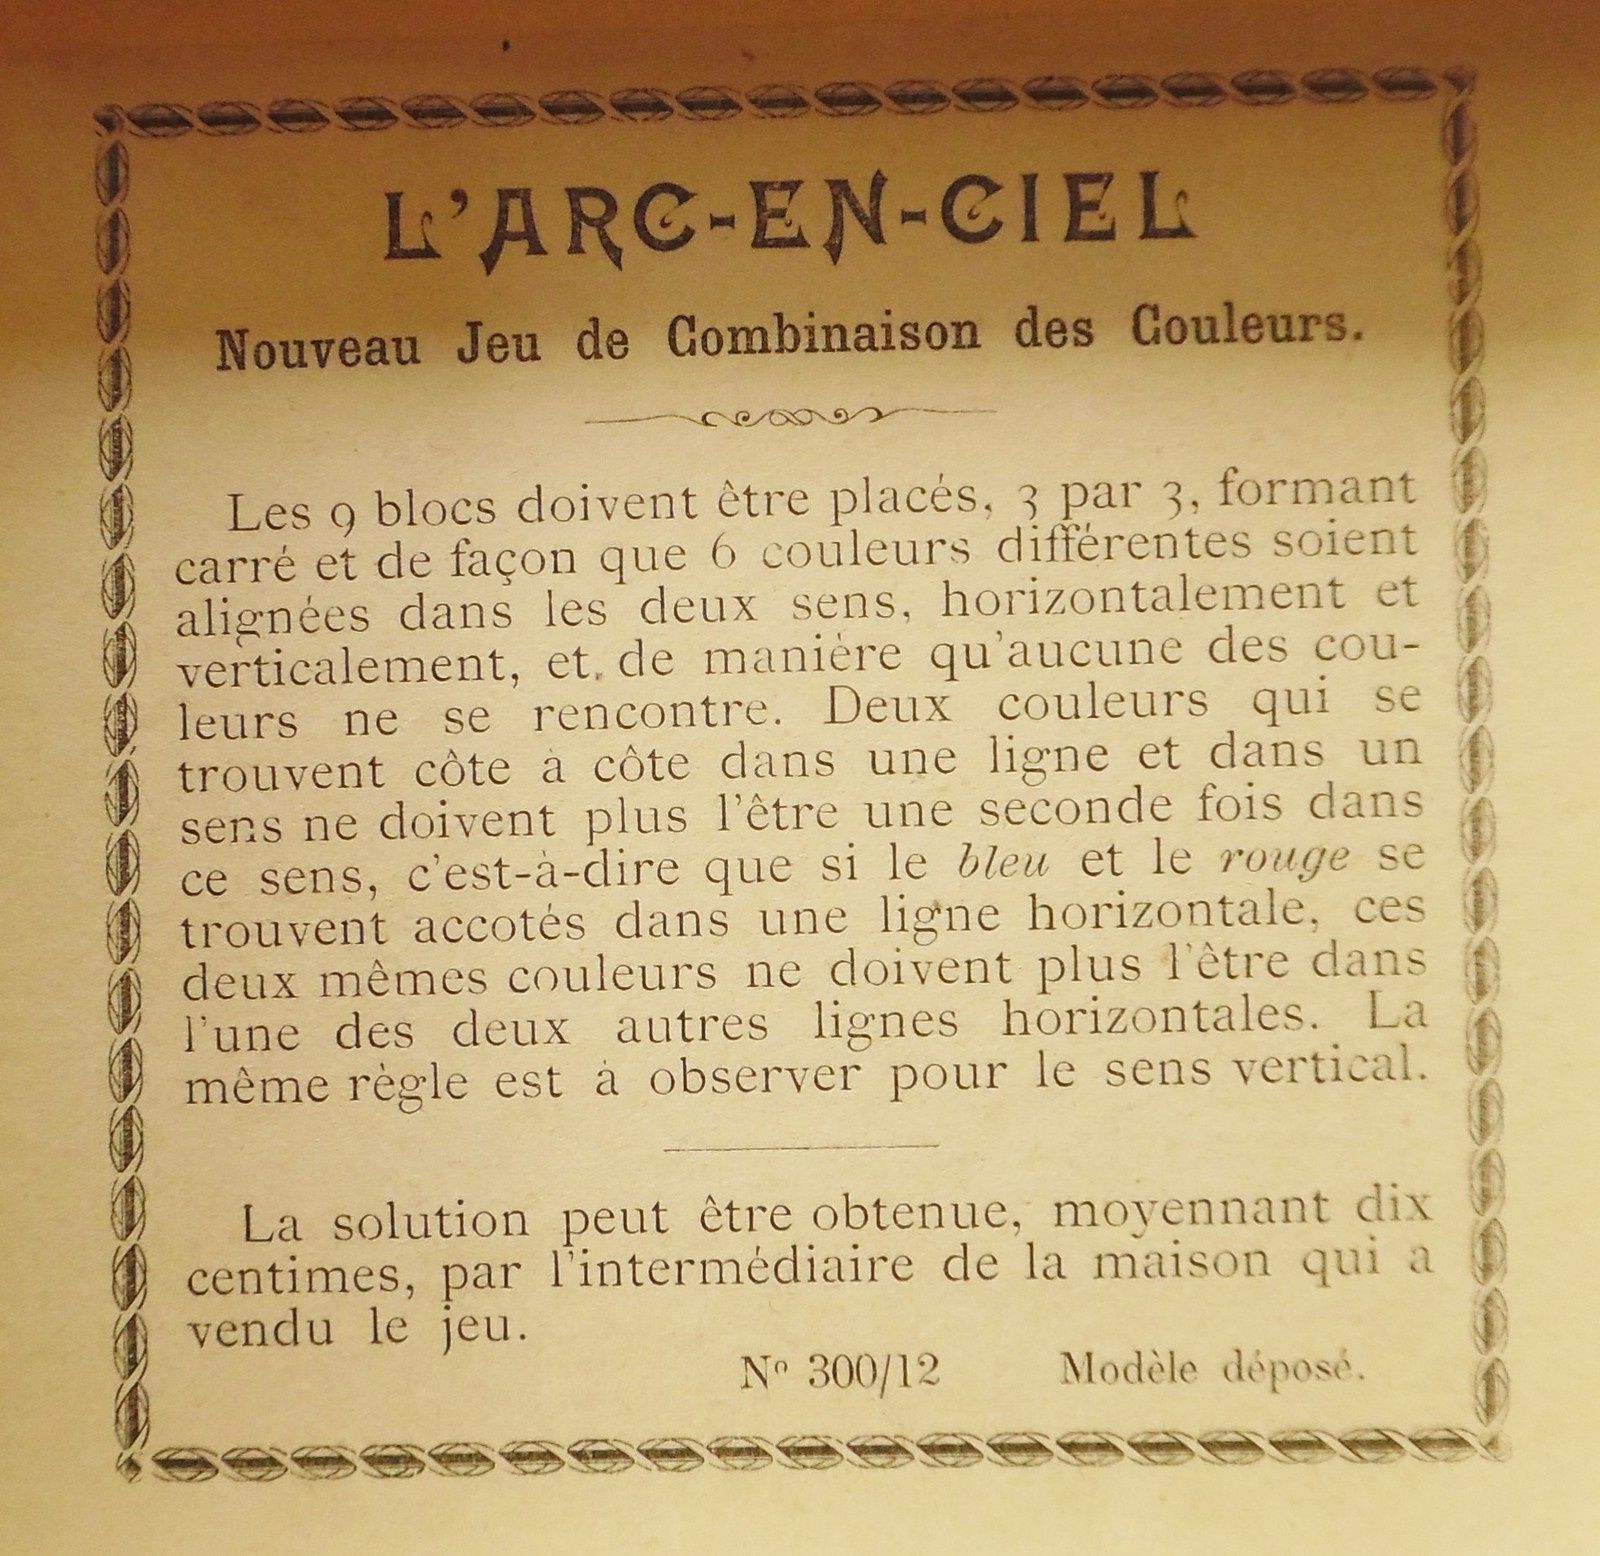 L'ARC-EN-CIEL
Nouveau Jeu de Combinaison des Couleurs.
Les 9 blocs doivent être placés, 3 par 3, formant
carré et de façon que 6 couleurs différentes soient
alignées dans les deux sens, horizontalement et
verticalement, et. de manière qu'aucune des cou-
leurs ne se rencontre. Deux couleurs qui se
trouvent côte à côte dans une ligne et dans un
sens ne doivent plus l'être une seconde fois dans
ce sens, c'est-à-dire que si le bleu et le rouge se
trouvent accotés dans une ligne horizontale, ces
deux mêmes couleurs ne doivent plus l'être dans
l'une des deux autres lignes horizontales. La
même règle est à observer pour le sens vertical.
La solution peut être obtenue, moyennant dix
centimes, par l'intermédiaire de la maison qui a
vendu le jeu.
Nº 300/12 Modèle déposé.